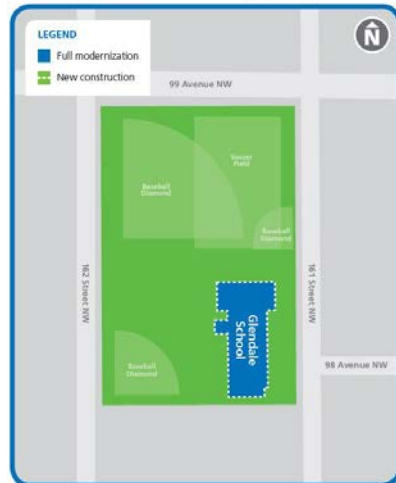 LEGEND
Full modernization
New construction
N
99 Avenue NW
Soccer
Field
Baseball
Diamond
Baseball
Diamond
162 Street NW
161 Street NW
Glendale
School
98 Avenue NW
Baseball
Diamond